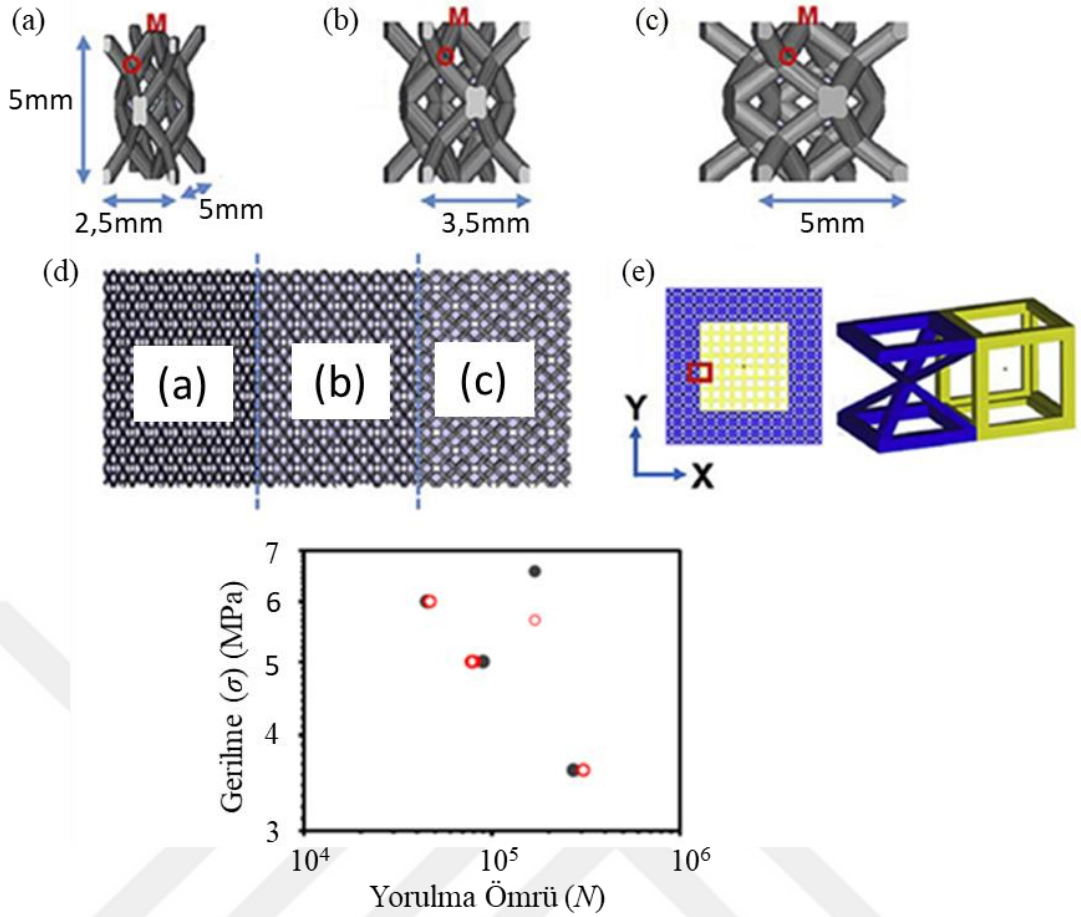 (a)
M
5mm
2,5mm
5mm
(b)
M
3,5mm
(c)
M
5mm
(d)
(a)
(b)
(c)
(e)
Y
X
7
6
5
4
3
Gerilme (σ) (MPa)
10⁴
10⁵
10⁶
Yorulma Ömrü (N)